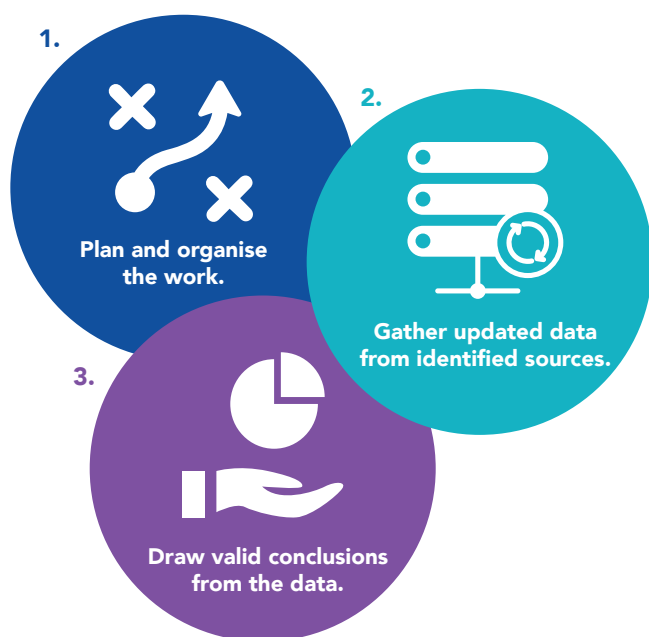 1.
Plan and organise
the work.
2.
Gather updated data
from identified sources.
3.
Draw valid conclusions
from the data.